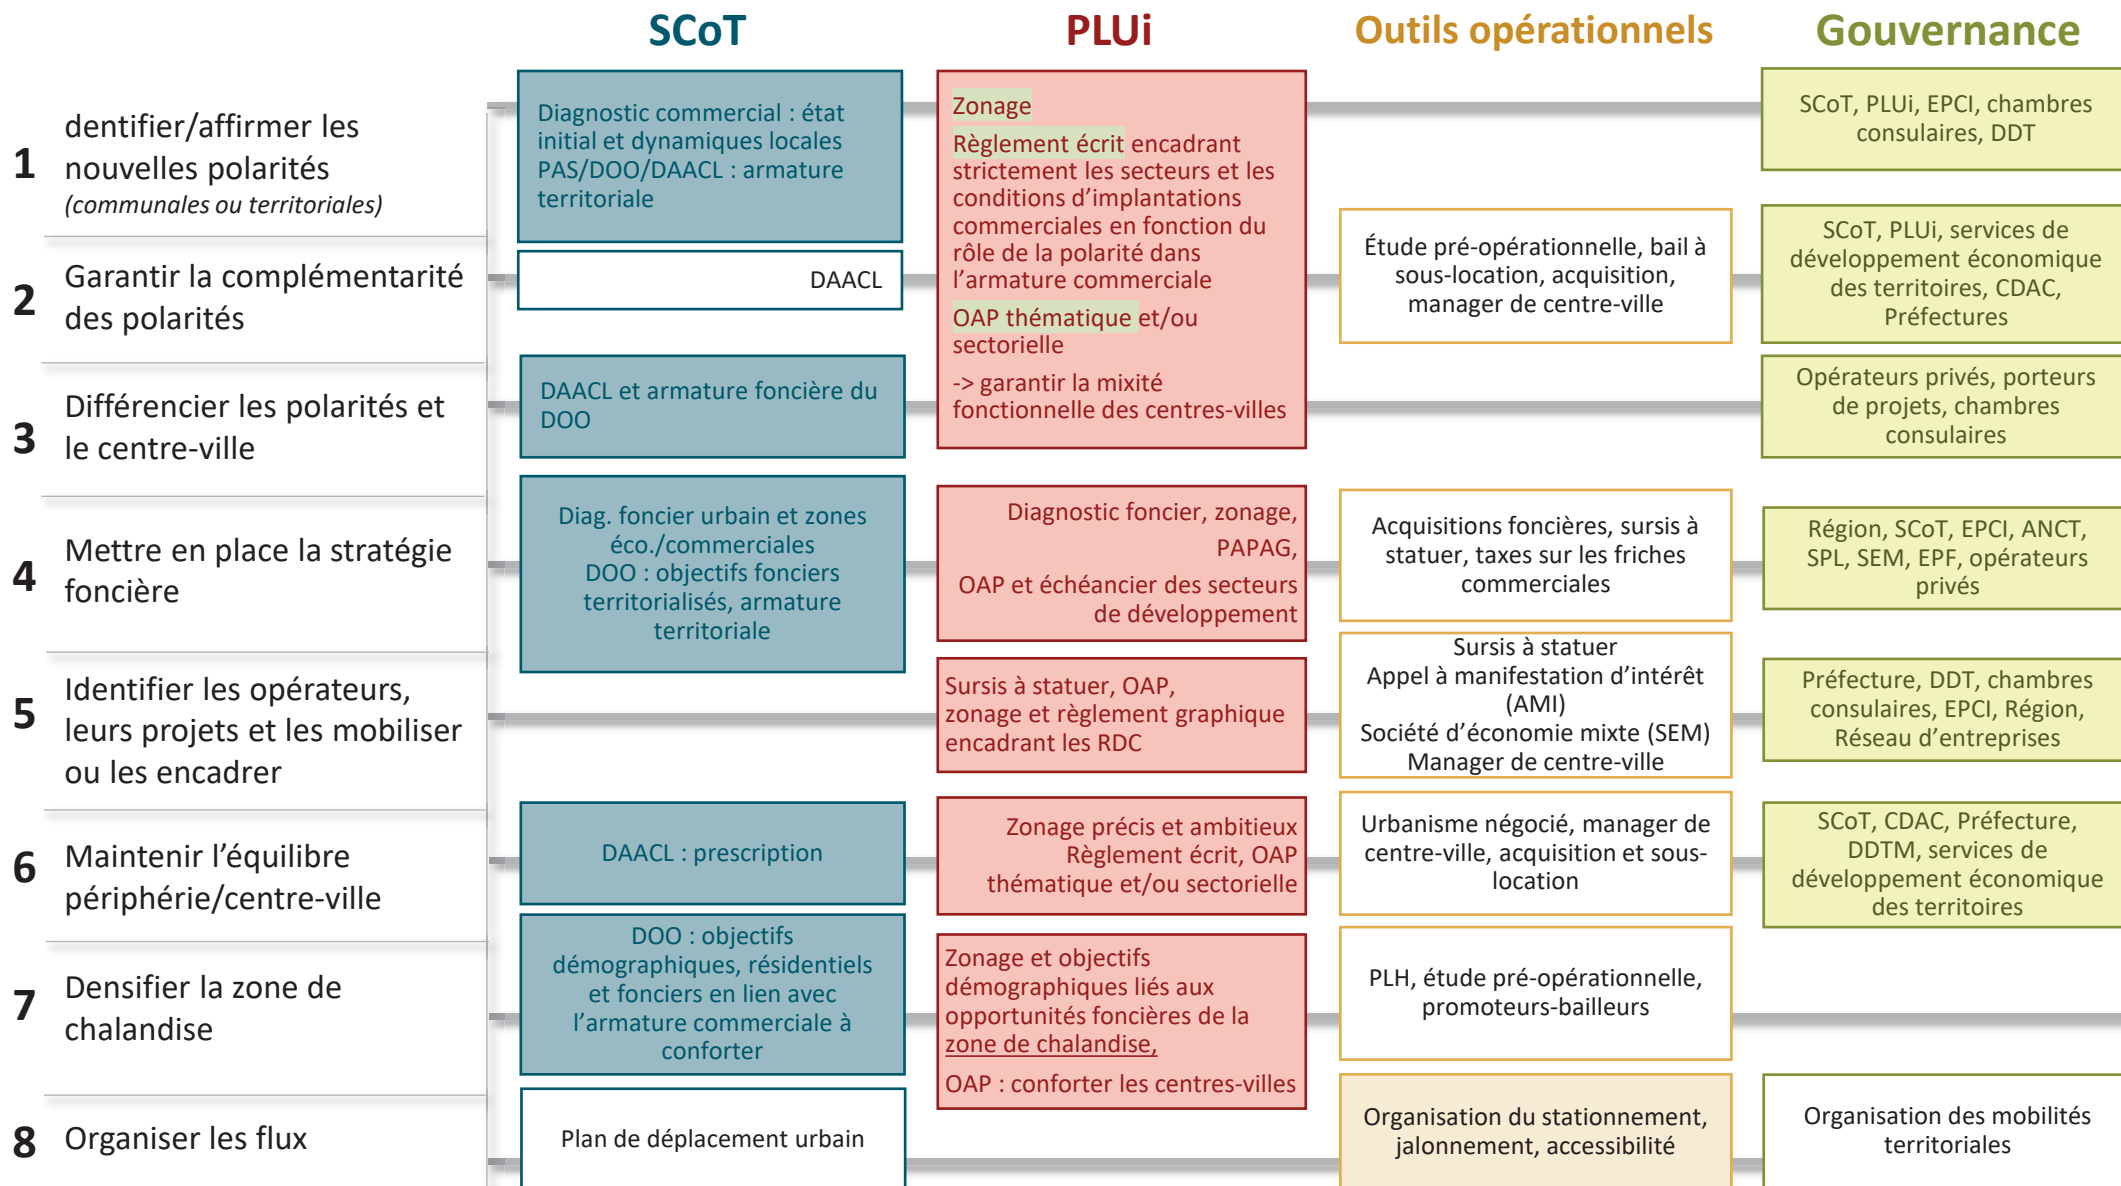 SCoT
PLUi
Outils opérationnels
Gouvernance
1
dentifier/affirmer les
nouvelles polarités
(communales ou territoriales)
Diagnostic commercial : état
initial et dynamiques locales
PAS/DOO/DAACL : armature
territoriale
Zonage
Règlement écrit encadrant
strictement les secteurs et les
conditions d’implantations
commerciales en fonction du
rôle de la polarité dans
l’armature commerciale
OAP thématique et/ou
sectorielle
-> garantir la mixité
fonctionnelle des centres-villes
SCoT, PLUi, EPCI, chambres
consulaires, DDT
2
Garantir la complémentarité
des polarités
DAACL
Étude pré-opérationnelle, bail à
sous-location, acquisition,
manager de centre-ville
SCoT, PLUi, services de
développement économique
des territoires, CDAC,
Préfectures
3
Différencier les polarités et
le centre-ville
DAACL et armature foncière du
DOO
Opérateurs privés, porteurs
de projets, chambres
consulaires
4
Mettre en place la stratégie
foncière
Diag. foncier urbain et zones
éco./commerciales
DOO : objectifs fonciers
territorialisés, armature
territoriale
Diagnostic foncier, zonage,
PAPAG,
OAP et échéancier des secteurs
de développement
Acquisitions foncières, sursis à
statuer, taxes sur les friches
commerciales
Région, SCoT, EPCI, ANCT,
SPL, SEM, EPF, opérateurs
privés
5
Identifier les opérateurs,
leurs projets et les mobiliser
ou les encadrer
Sursis à statuer, OAP,
zonage et règlement graphique
encadrant les RDC
Sursis à statuer
Appel à manifestation d’intérêt
(AMI)
Société d’économie mixte (SEM)
Manager de centre-ville
Préfecture, DDT, chambres
consulaires, EPCI, Région,
Réseau d’entreprises
6
Maintenir l’équilibre
périphérie/centre-ville
DAACL : prescription
Zonage précis et ambitieux
Règlement écrit, OAP
thématique et/ou sectorielle
Urbanisme négocié, manager de
centre-ville, acquisition et sous-
location
SCoT, CDAC, Préfecture,
DDTM, services de
développement économique
des territoires
7
Densifier la zone de
chalandise
DOO : objectifs
démographiques, résidentiels
et fonciers en lien avec
l’armature commerciale à
conforter
Zonage et objectifs
démographiques liés aux
opportunités foncières de la
zone de chalandise,
OAP : conforter les centres-villes
PLH, étude pré-opérationnelle,
promoteurs-bailleurs
8
Organiser les flux
Plan de déplacement urbain
Organisation du stationnement,
jalonnement, accessibilité
Organisation des mobilités
territoriales